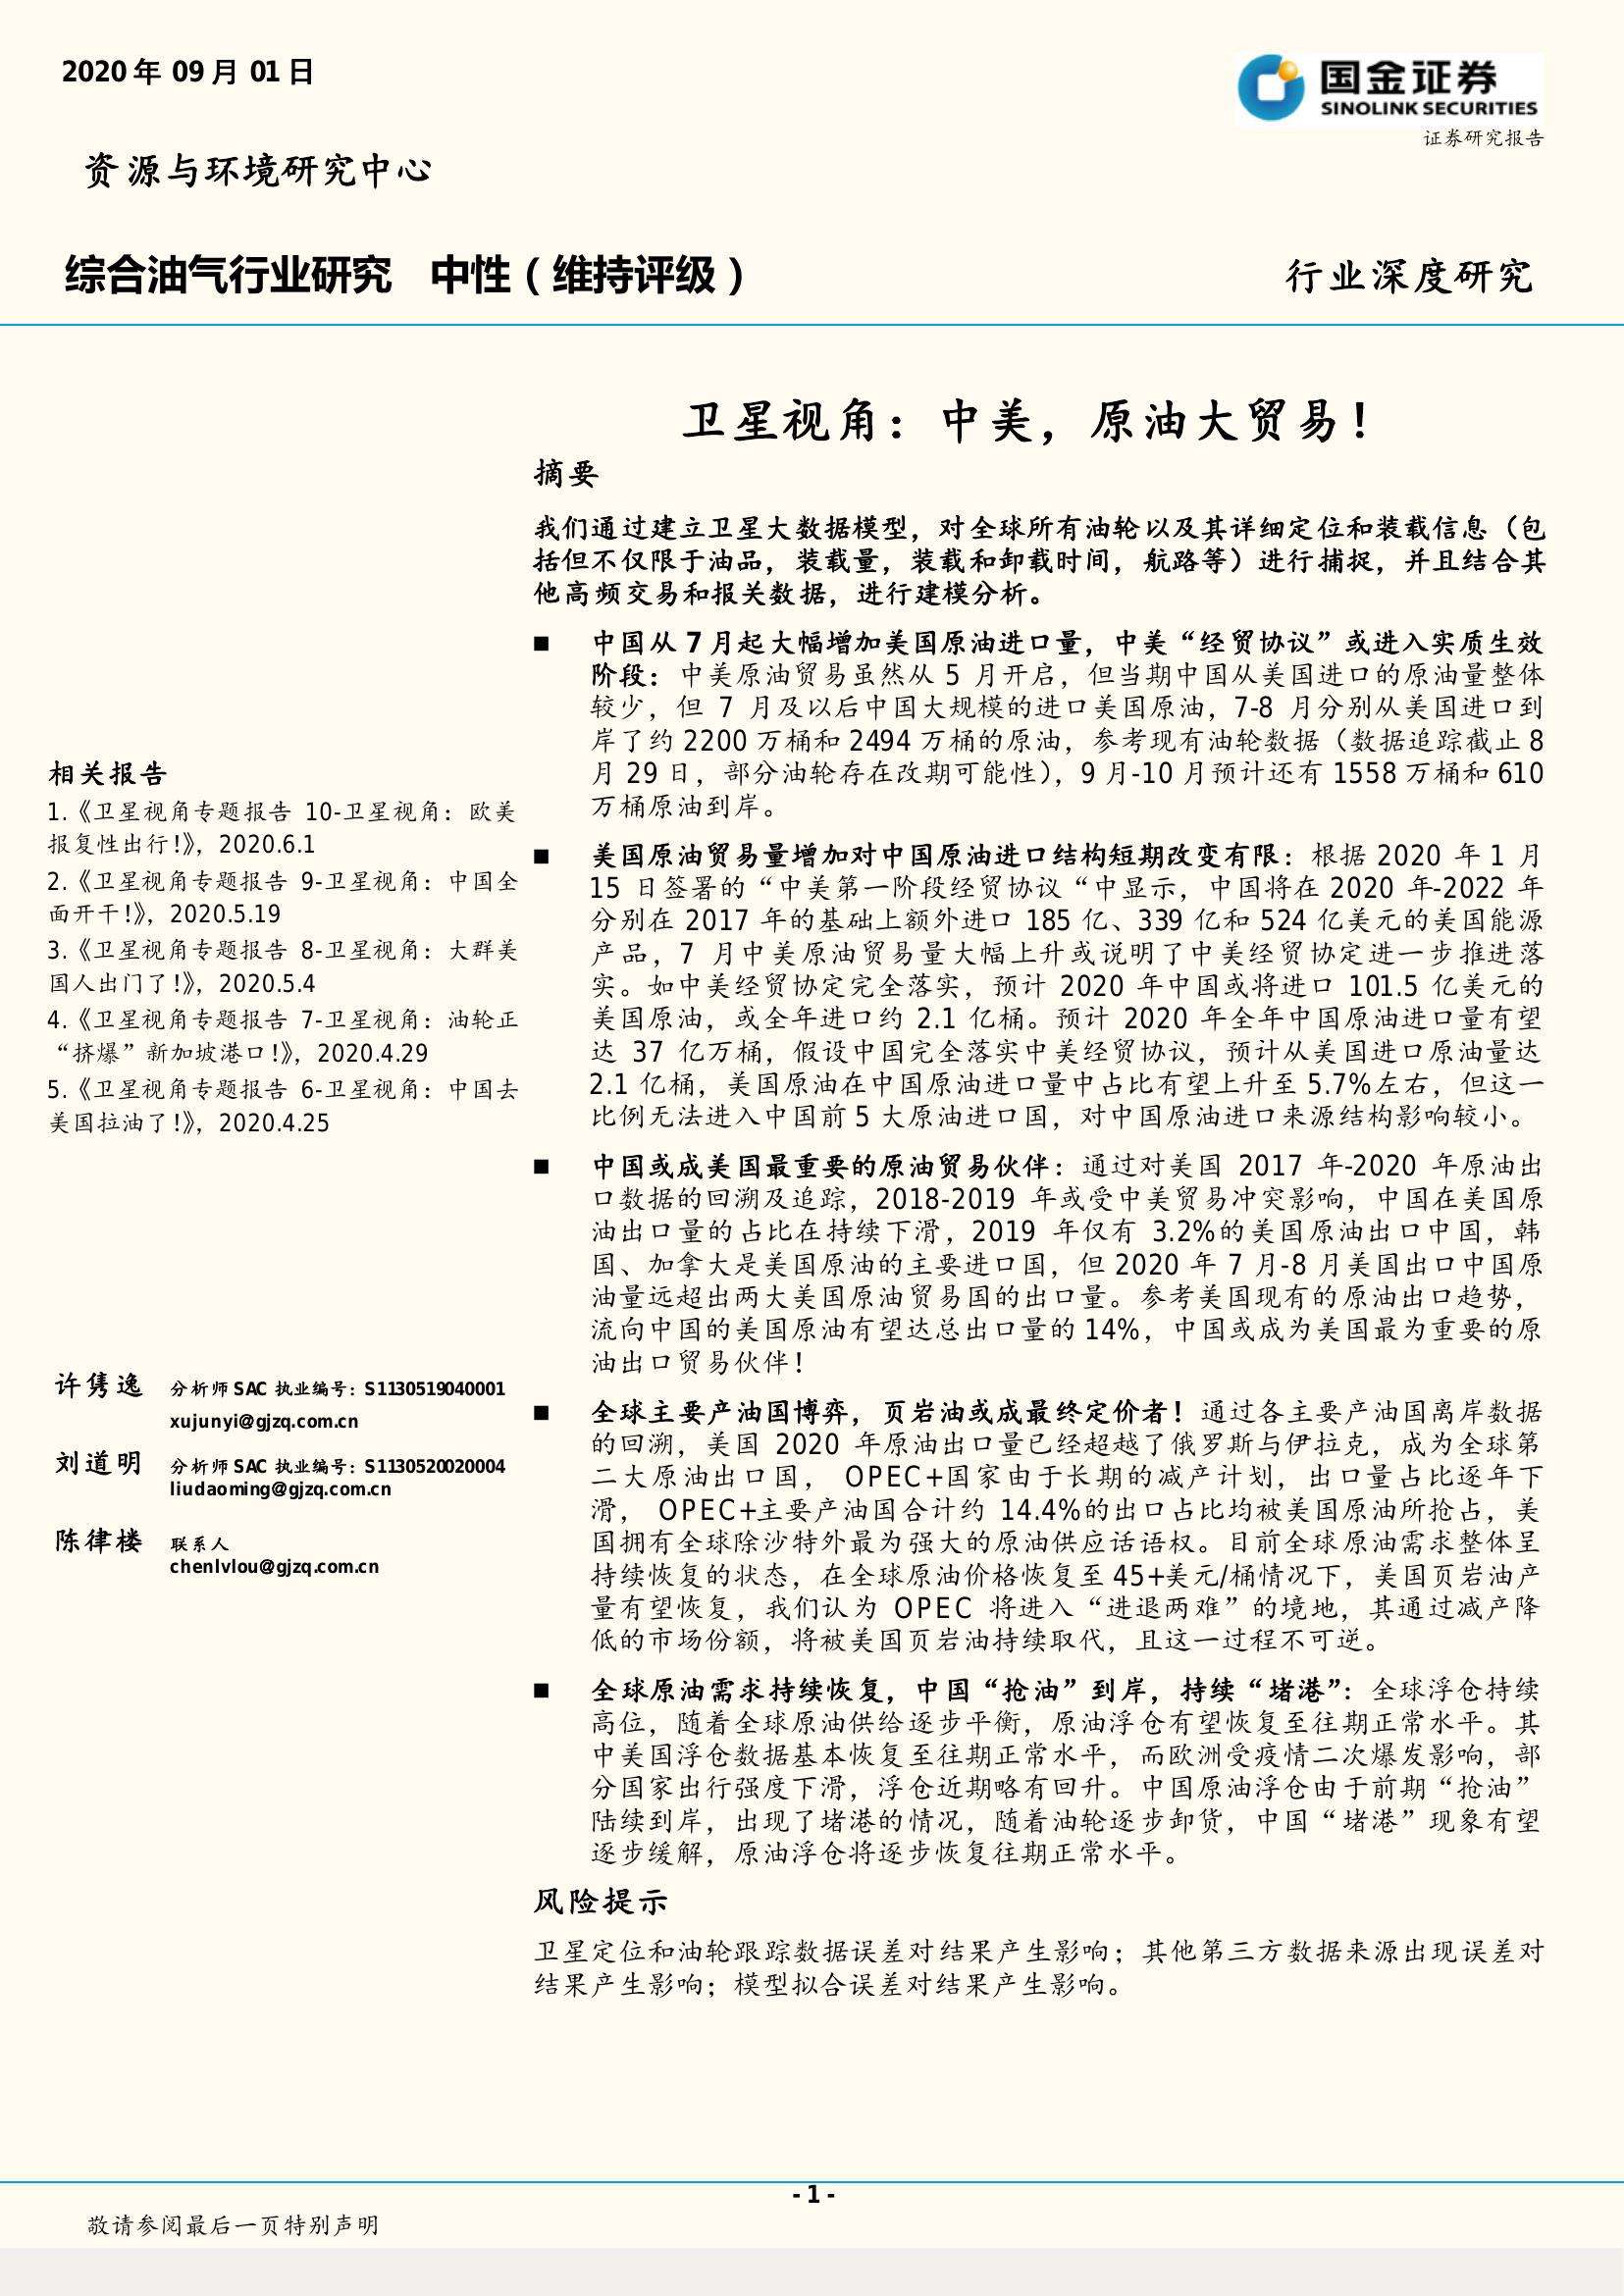 2020 年 09 月 01 日
国金证券
SINOLINK SECURITIES
证券研究报告
资源与环境研究中心
综合油气行业研究 中性（维持评级）
行业深度研究
卫星视角：中美，原油大贸易！
摘要
我们通过建立卫星大数据模型，对全球所有油轮以及其详细定位和装载信息（包
括但不仅限于油品，装载量，装载和卸载时间，航路等）进行捕捉，并且结合其
他高频交易和报关数据，进行建模分析。
■ 中国从 7 月起大幅增加美国原油进口量，中美“经贸协议”或进入实质生效
阶段：中美原油贸易虽然从 5 月开启，但当期中国从美国进口的原油量整体
较少，但 7 月及以后中国大规模的进口美国原油，7-8 月分别从美国进口到
岸了约 2200 万桶和 2494 万桶的原油，参考现有油轮数据（数据追踪截止 8
月 29 日，部分油轮存在改期可能性），9 月-10 月预计还有 1558 万桶和 610
万桶原油到岸。
■ 美国原油贸易量增加对中国原油进口结构短期改变有限：根据 2020 年 1 月
15 日签署的“中美第一阶段经贸协议“中显示，中国将在 2020 年-2022 年
分别在 2017 年的基础上额外进口 185 亿、339 亿和 524 亿美元的美国能源
产品，7 月中美原油贸易量大幅上升或说明了中美经贸协定进一步推进落
实。如中美经贸协定完全落实，预计 2020 年中国或将进口 101.5 亿美元的
美国原油，或全年进口约 2.1 亿桶。预计 2020 年全年中国原油进口量有望
达 37 亿万桶，假设中国完全落实中美经贸协议，预计从美国进口原油量达
2.1 亿桶，美国原油在中国原油进口量中占比有望上升至 5.7%左右，但这一
比例无法进入中国前 5 大原油进口国，对中国原油进口来源结构影响较小。
■ 中国或成美国最重要的原油贸易伙伴：通过对美国 2017 年-2020 年原油出
口数据的回溯及追踪，2018-2019 年或受中美贸易冲突影响，中国在美国原
油出口量的占比在持续下滑，2019 年仅有 3.2%的美国原油出口中国，韩
国、加拿大是美国原油的主要进口国，但 2020 年 7 月-8 月美国出口中国原
油量远超出两大美国原油贸易国的出口量。参考美国现有的原油出口趋势，
流向中国的美国原油有望达总出口量的 14%，中国或成为美国最为重要的原
油出口贸易伙伴！
■ 全球主要产油国博弈，页岩油或成最终定价者！通过各主要产油国离岸数据
的回溯，美国 2020 年原油出口量已经超越了俄罗斯与伊拉克，成为全球第
二大原油出口国， OPEC+国家由于长期的减产计划，出口量占比逐年下
滑， OPEC+主要产油国合计约 14.4%的出口占比均被美国原油所抢占，美
国拥有全球除沙特外最为强大的原油供应话语权。目前全球原油需求整体呈
持续恢复的状态，在全球原油价格恢复至 45+美元/桶情况下，美国页岩油产
量有望恢复，我们认为 OPEC 将进入“进退两难”的境地，其通过减产降
低的市场份额，将被美国页岩油持续取代，且这一过程不可逆。
■ 全球原油需求持续恢复，中国“抢油”到岸，持续“堵港”：全球浮仓持续
高位，随着全球原油供给逐步平衡，原油浮仓有望恢复至往期正常水平。其
中美国浮仓数据基本恢复至往期正常水平，而欧洲受疫情二次爆发影响，部
分国家出行强度下滑，浮仓近期略有回升。中国原油浮仓由于前期“抢油”
陆续到岸，出现了堵港的情况，随着油轮逐步卸货，中国“堵港”现象有望
逐步缓解，原油浮仓将逐步恢复往期正常水平。
风险提示
卫星定位和油轮跟踪数据误差对结果产生影响；其他第三方数据来源出现误差对
结果产生影响；模型拟合误差对结果产生影响。
相关报告
1.《卫星视角专题报告 10-卫星视角：欧美
报复性出行！》，2020.6.1
2.《卫星视角专题报告 9-卫星视角：中国全
面开干！》，2020.5.19
3.《卫星视角专题报告 8-卫星视角：大群美
国人出门了！》，2020.5.4
4.《卫星视角专题报告 7-卫星视角：油轮正
“挤爆”新加坡港口！》，2020.4.29
5.《卫星视角专题报告 6-卫星视角：中国去
美国拉油了！》，2020.4.25
许隽逸 分析师 SAC 执业编号：S1130519040001
xujunyi@gjzq.com.cn
刘道明 分析师 SAC 执业编号：S1130520020004
liudaoming@gjzq.com.cn
陈律楼 联系人
chenlvlou@gjzq.com.cn
- 1 -
敬请参阅最后一页特别声明